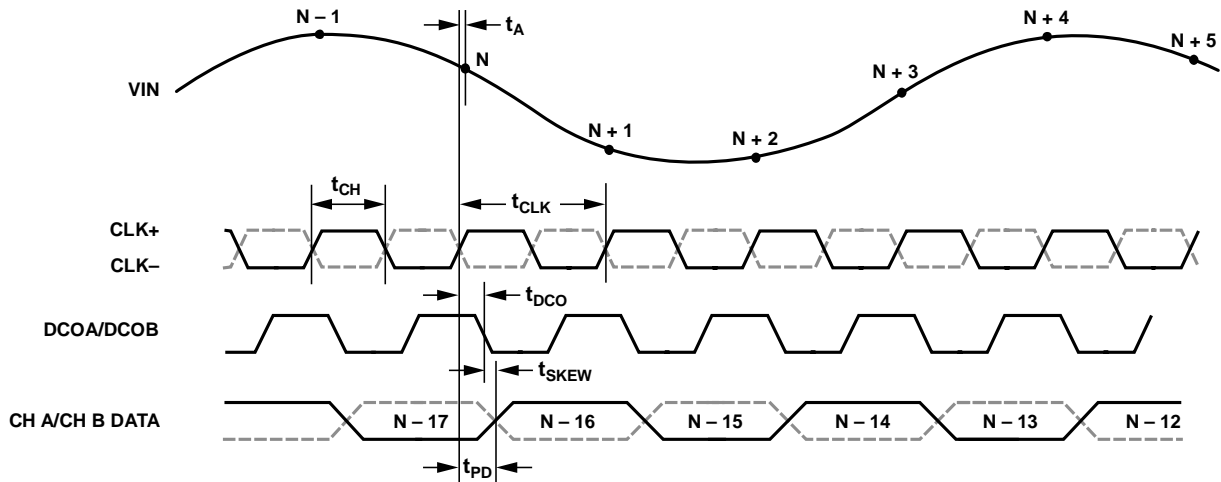 N – 1
t_A
N
N + 4
N + 5
VIN
N + 3
N + 1
N + 2
t_CH
t_CLK
CLK+
CLK–
t_DCO
DCOA/DCOB
t_SKEW
CH A/CH B DATA
N – 17
N – 16
N – 15
N – 14
N – 13
N – 12
t_PD